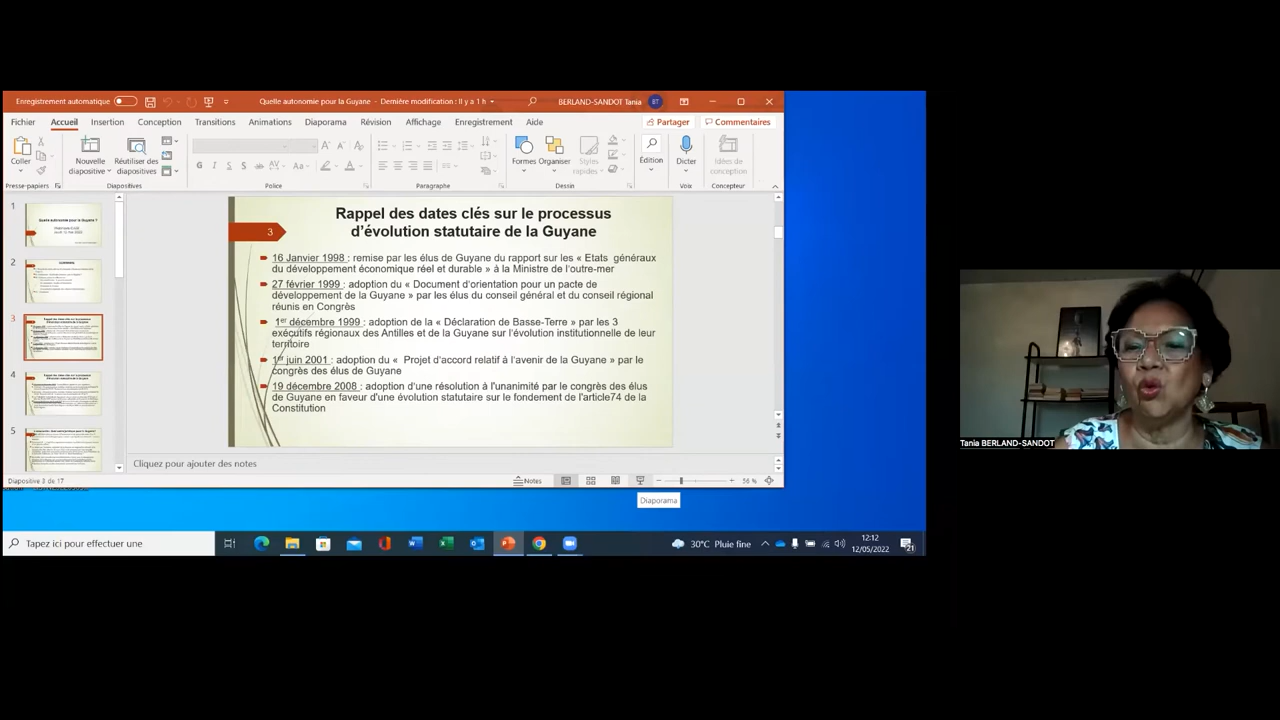 Enregistrement automatique
Quelle autonomie pour la Guyane - Dernière modification : Il y a 1 h
BERLAND-SANDOT Tania
BT
Fichier
Accueil
Insertion
Conception
Transitions
Animations
Diaporama
Révision
Affichage
Enregistrement
Aide
Partager
Commentaires
Coller
Nouvelle
diapositive
Réutiliser des
diapositives
Formes
Organiser
Styles
rapides
Édition
Dicter
Idées de
conception
Presse-papiers
Diapositives
Police
Paragraphe
Dessin
Voix
Concepteur
1
2
3
4
5
3
Rappel des dates clés sur le processus
d'évolution statutaire de la Guyane
16 Janvier 1998 : remise par les élus de Guyane du rapport sur les « Etats généraux
du développement économique réel et durable » à la Ministre de l'outre-mer
27 février 1999 : adoption du « Document d'orientation pour un pacte de
développement de la Guyane » par les élus du conseil général et du conseil régional
réunis en Congrès
1er décembre 1999 : adoption de la « Déclaration de Basse-Terre » par les 3
exécutifs régionaux des Antilles et de la Guyane sur l'évolution institutionnelle de leur
territoire
1er juin 2001 : adoption du « Projet d'accord relatif à l'avenir de la Guyane » par le
congrès des élus de Guyane
19 décembre 2008 : adoption d'une résolution à l'unanimité par le congrès des élus
de Guyane en faveur d'une évolution statutaire sur le fondement de l'article74 de la
Constitution
Cliquez pour ajouter des notes
Diapositive 3 de 17
Notes
56 %
Diaporama
Tania BERLAND-SANDOT
Tapez ici pour effectuer une
30°C Pluie fine
12:12
12/05/2022
21